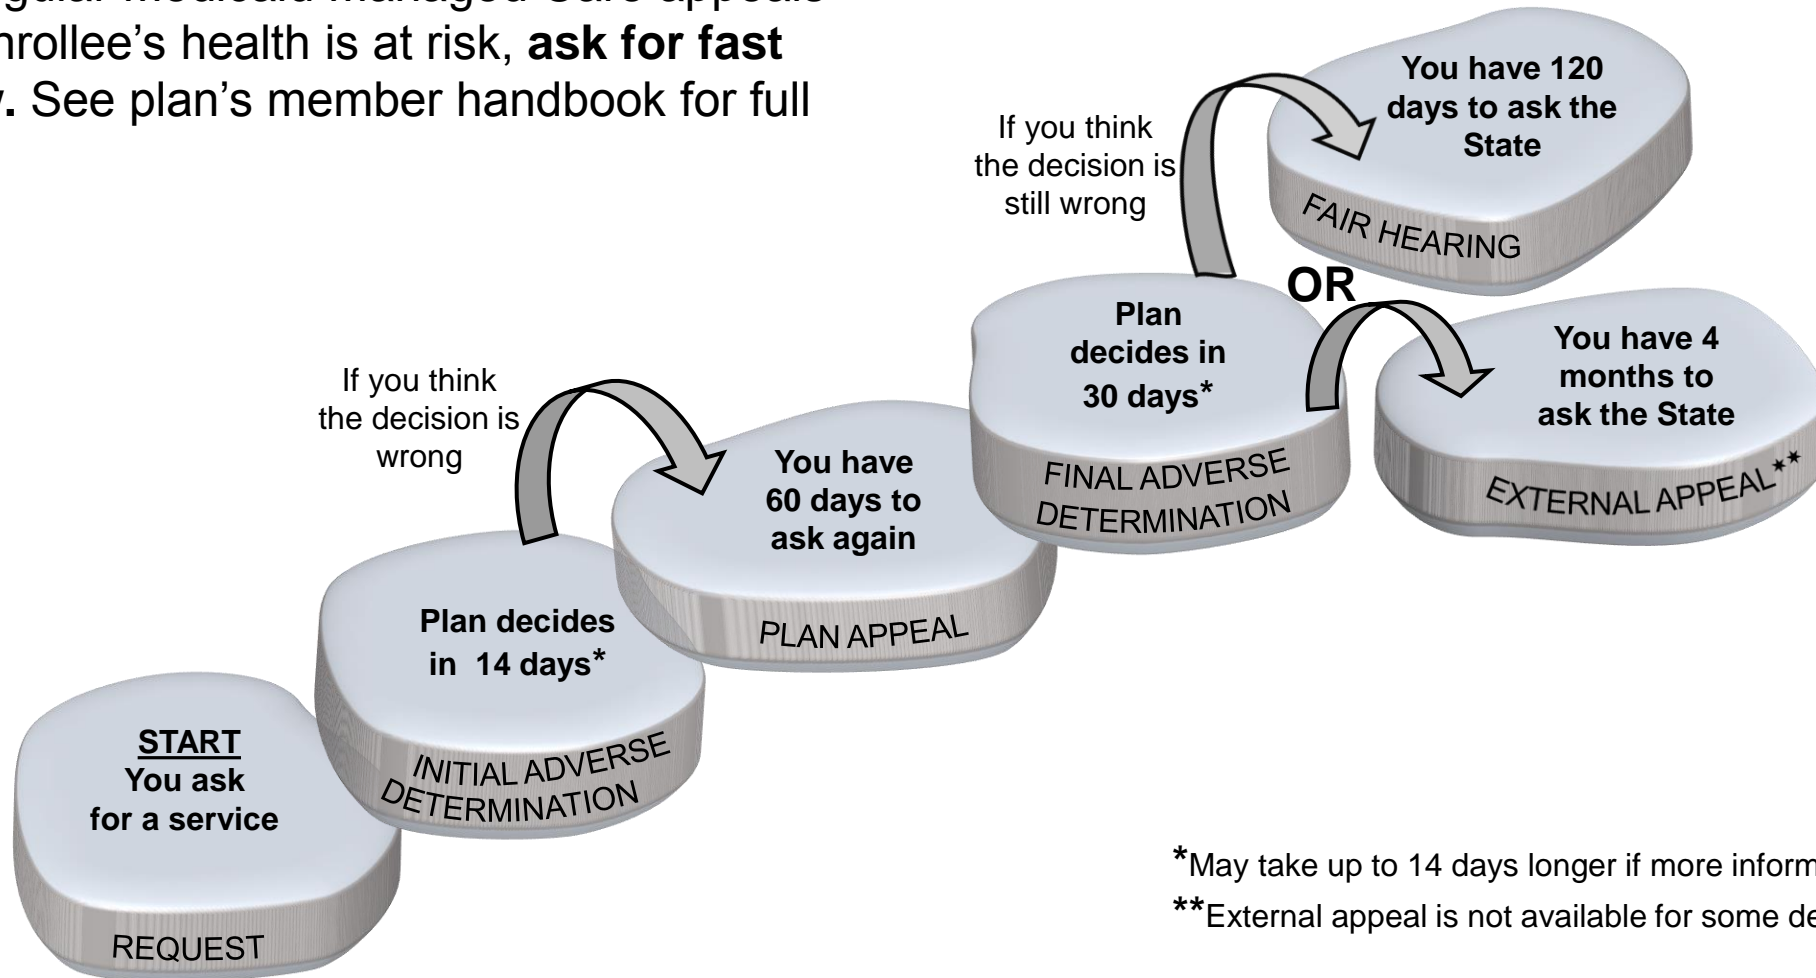 gular Medicaid Managed Care appeals
nrollee's health is at risk, ask for fast
. See plan's member handbook for full
If you think
the decision is
still wrong
You have 120
days to ask the
State
FAIR HEARING
OR
Plan
decides in
30 days*
FINAL ADVERSE
DETERMINATION
You have 4
months to
ask the State
EXTERNAL APPEAL**
If you think
the decision is
wrong
You have
60 days to
ask again
PLAN APPEAL
Plan decides
in 14 days*
INITIAL ADVERSE
DETERMINATION
START
You ask
for a service
REQUEST
*May take up to 14 days longer if more inform
**External appeal is not available for some de